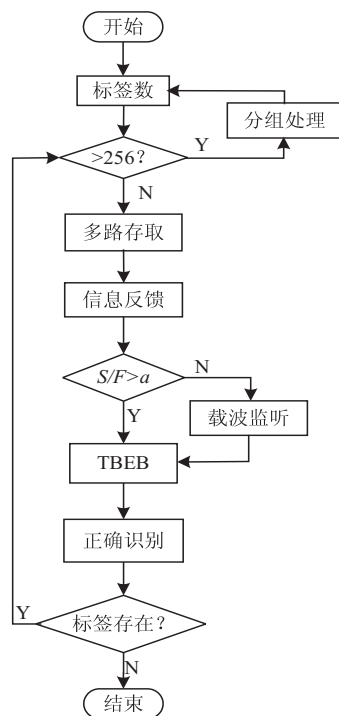 开始
标签数
分组处理
>256？
Y
N
多路存取
信息反馈
S/F>a
N
Y
载波监听
TBEB
正确识别
标签存在？
Y
N
结束